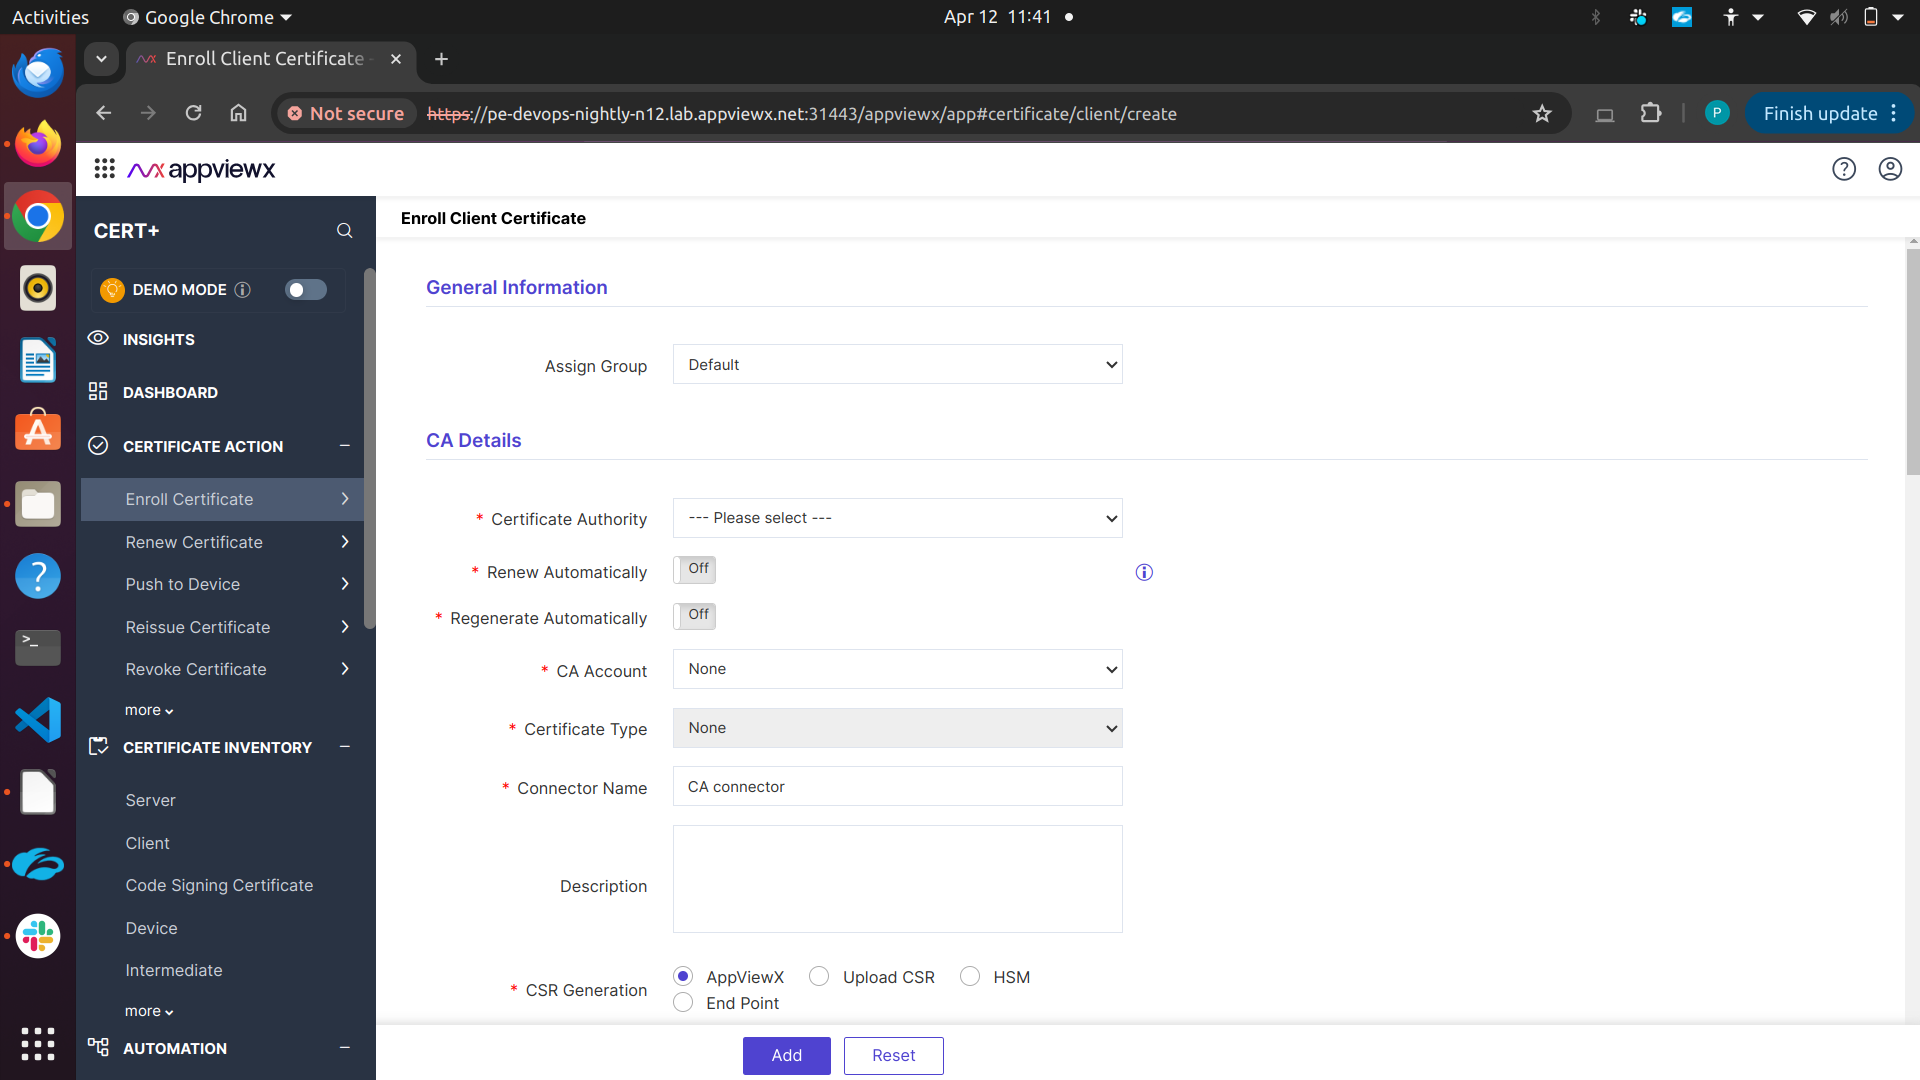 Activities
Google Chrome
Apr 12 11:41
Enroll Client Certificate -
Not secure
https://pe-devops-nightly-n12.lab.appviewx.net:31443/appviewx/app#certificate/client/create
P
Finish update
appviewx
CERT+
DEMO MODE
INSIGHTS
DASHBOARD
CERTIFICATE ACTION
Enroll Certificate
Renew Certificate
Push to Device
Reissue Certificate
Revoke Certificate
more
CERTIFICATE INVENTORY
Server
Client
Code Signing Certificate
Device
Intermediate
more
AUTOMATION
Enroll Client Certificate
General Information
Assign Group
Default
CA Details
* Certificate Authority
--- Please select ---
* Renew Automatically
Off
* Regenerate Automatically
Off
* CA Account
None
* Certificate Type
None
* Connector Name
CA connector
Description
* CSR Generation
AppViewX
Upload CSR
HSM
End Point
Add
Reset